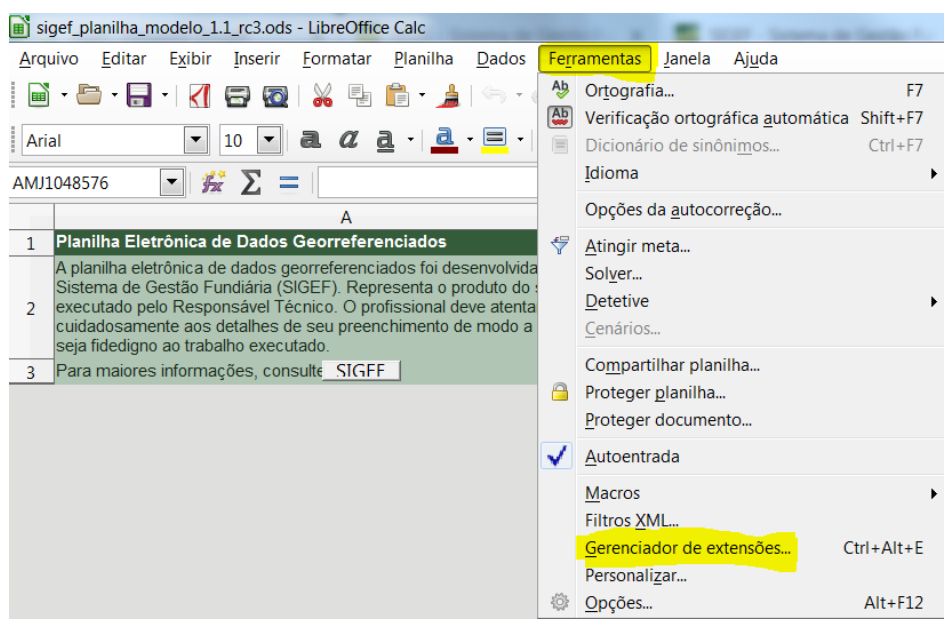 sigef_planilha_modelo_1.1_rc3.ods - LibreOffice Calc
Arquivo Editar Exibir Inserir Formatar Planilha Dados Ferramentas Janela Ajuda
Arial 10 a a a a
AMJ1048576 fx Σ =
A
1 Planilha Eletrônica de Dados Georreferenciados
2 A planilha eletrônica de dados georreferenciados foi desenvolvida
Sistema de Gestão Fundiária (SIGEF). Representa o produto do
executado pelo Responsável Técnico. O profissional deve atenta
cuidadosamente aos detalhes de seu preenchimento de modo a
seja fidedigno ao trabalho executado.
3 Para maiores informações, consulte SIGEF
Ortografia... F7
Verificação ortográfica automática Shift+F7
Dicionário de sinônimos... Ctrl+F7
Idioma
Opções da autocorreção...
Atingir meta...
Solver...
Detetive
Cenários...
Compartilhar planilha...
Proteger planilha...
Proteger documento...
Autoentrada
Macros
Filtros XML...
Gerenciador de extensões... Ctrl+Alt+E
Personalizar...
Opções... Alt+F12